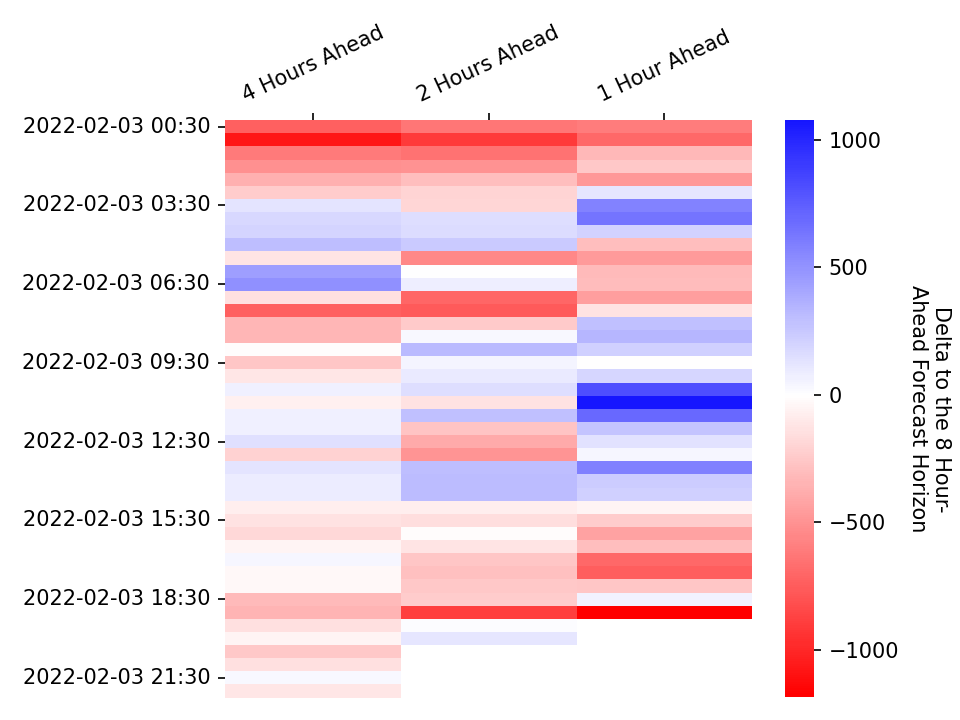 4 Hours Ahead
2 Hours Ahead
1 Hour Ahead
2022-02-03 00:30
2022-02-03 03:30
2022-02-03 06:30
2022-02-03 09:30
2022-02-03 12:30
2022-02-03 15:30
2022-02-03 18:30
2022-02-03 21:30
1000
500
0
−500
−1000
Delta to the 8 Hour-
Ahead Forecast Horizon